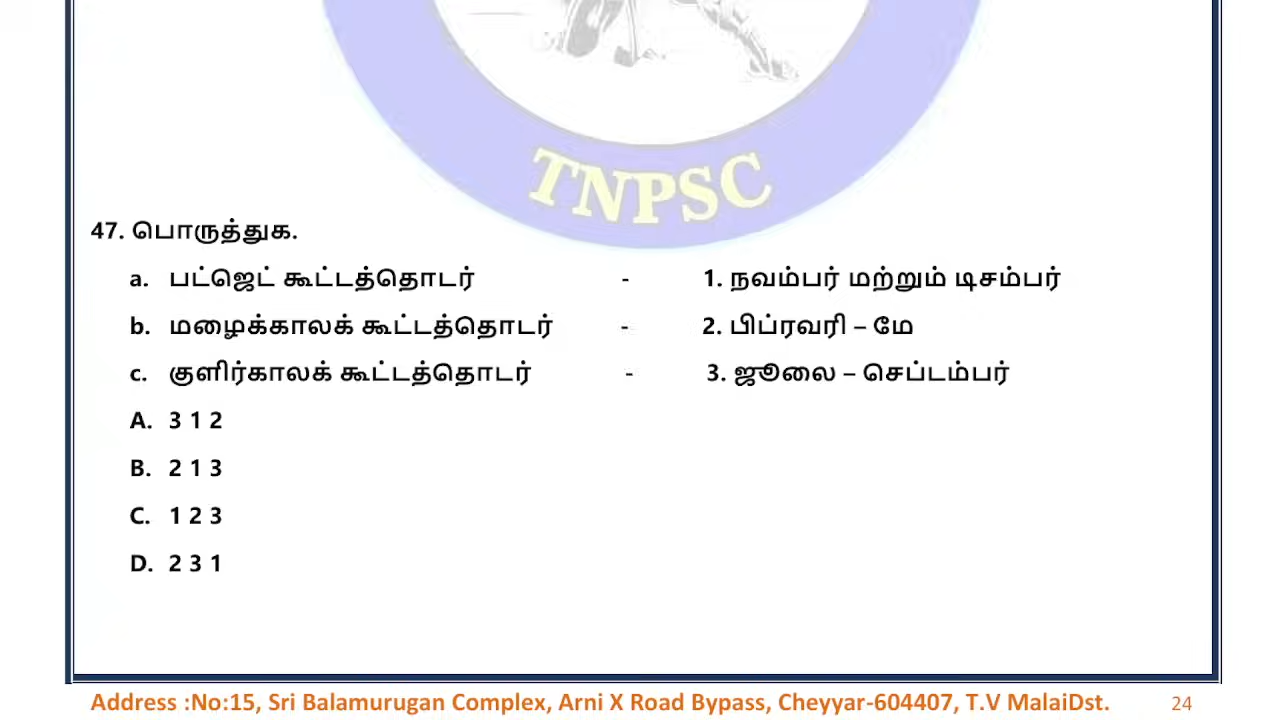 TNPSC
47. பொருத்துக.
a. பட்ஜெட் கூட்டத்தொடர் - 1. நவம்பர் மற்றும் டிசம்பர்
b. மழைக்காலக் கூட்டத்தொடர் - 2. பிப்ரவரி – மே
c. குளிர்காலக் கூட்டத்தொடர் - 3. ஜூலை – செப்டம்பர்
A. 3 1 2
B. 2 1 3
C. 1 2 3
D. 2 3 1
Address :No:15, Sri Balamurugan Complex, Arni X Road Bypass, Cheyyar-604407, T.V MalaiDst. 24